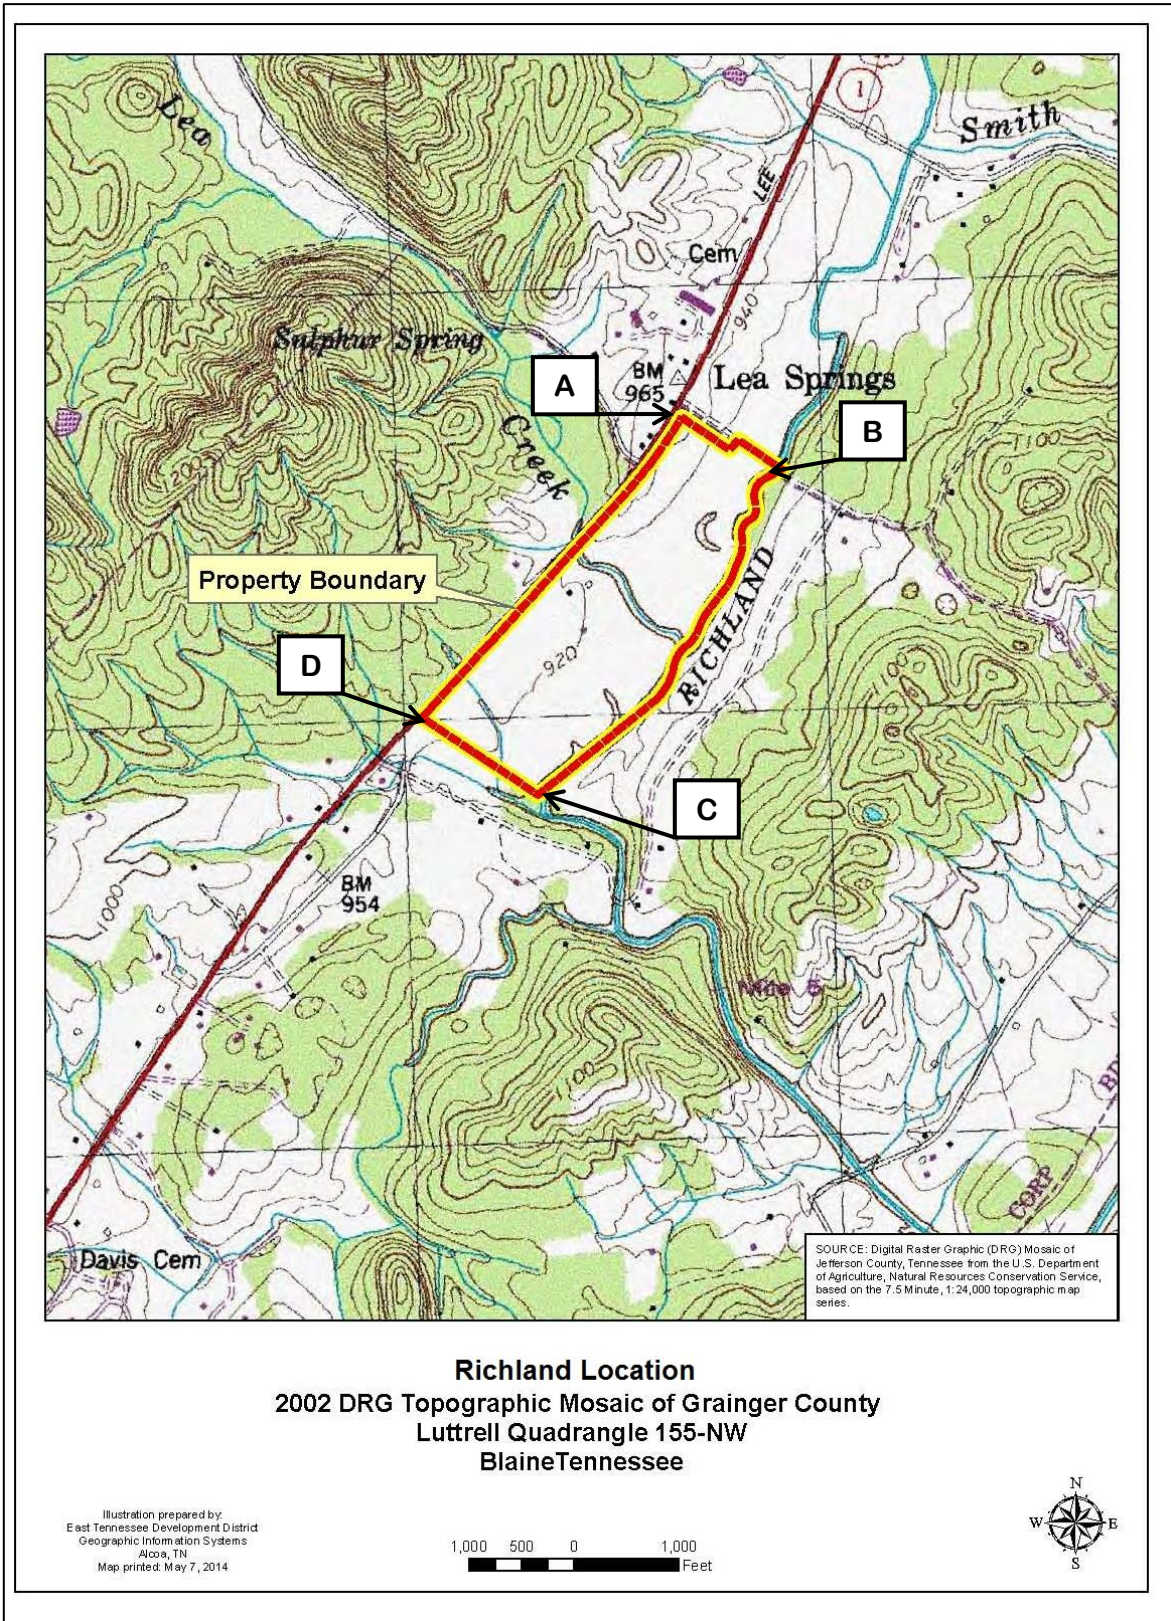 Lea
1
Smith
LEE
Cem
940
Sulphur Spring
BM
965
Lea Springs
A
B
Creek
1100
Property Boundary
RICHLAND
D
920
C
BM
954
1000
1100
CORP
Davis Cem
SOURCE: Digital Raster Graphic (DRG) Mosaic of
Jefferson County, Tennessee from the U.S. Department
of Agriculture, Natural Resources Conservation Service,
based on the 7.5 Minute, 1:24,000 topographic map
series.
Richland Location
2002 DRG Topographic Mosaic of Grainger County
Luttrell Quadrangle 155-NW
BlaineTennessee
Illustration prepared by:
East Tennessee Development District
Geographic Information Systems
Alcoa, TN
Map printed: May 7, 2014
1,000 500 0 1,000
Feet
N
W E
S